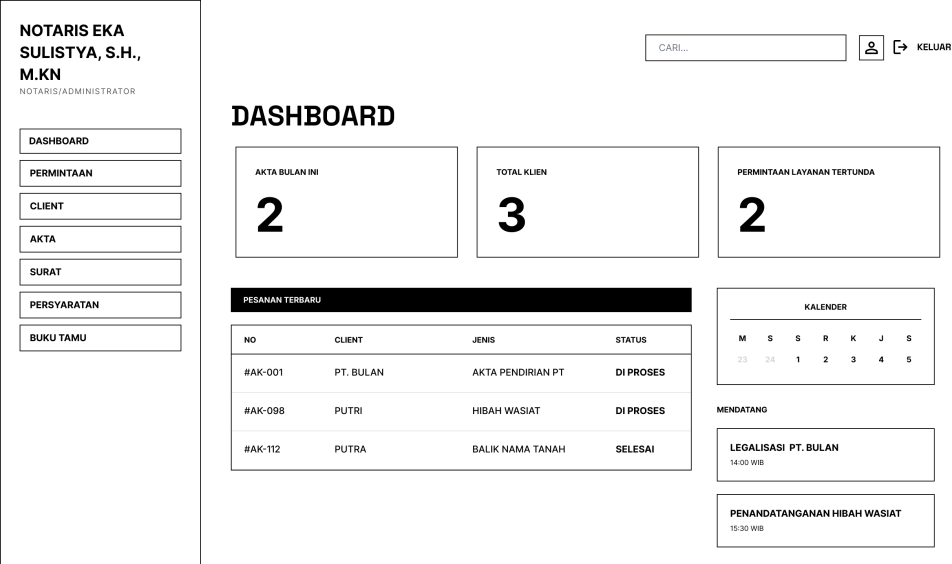 NOTARIS EKA
SULISTYA, S.H.,
M.KN
NOTARIS/ADMINISTRATOR
DASHBOARD
PERMINTAAN
CLIENT
AKTA
SURAT
PERSYARATAN
BUKU TAMU
CARI...
KELUAR
DASHBOARD
AKTA BULAN INI
2
TOTAL KLIEN
3
PERMINTAAN LAYANAN TERTUNDA
2
PESANAN TERBARU
NO CLIENT JENIS STATUS
#AK-001 PT. BULAN AKTA PENDIRIAN PT DI PROSES
#AK-098 PUTRI HIBAH WASIAT DI PROSES
#AK-112 PUTRA BALIK NAMA TANAH SELESAI
KALENDER
M S S R K J S
23 24 1 2 3 4 5
MENDATANG
LEGALISASI PT. BULAN
14:00 WIB
PENANDATANGANAN HIBAH WASIAT
15:30 WIB